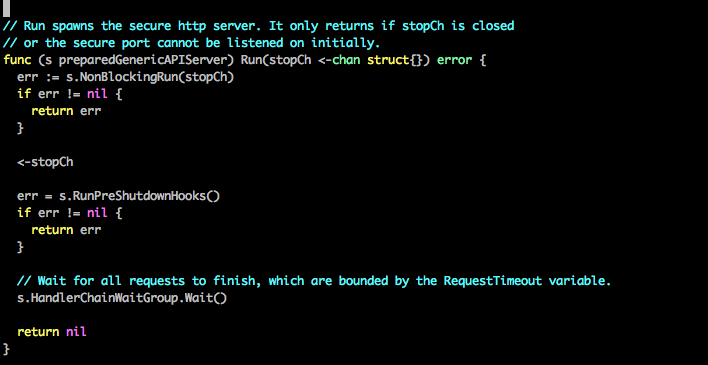 // Run spawns the secure http server. It only returns if stopCh is closed
// or the secure port cannot be listened on initially.
func (s preparedGenericAPIServer) Run(stopCh <-chan struct{}) error {
  err := s.NonBlockingRun(stopCh)
  if err != nil {
    return err
  }

  <-stopCh

  err = s.RunPreShutdownHooks()
  if err != nil {
    return err
  }

  // Wait for all requests to finish, which are bounded by the RequestTimeout variable.
  s.HandlerChainWaitGroup.Wait()

  return nil
}